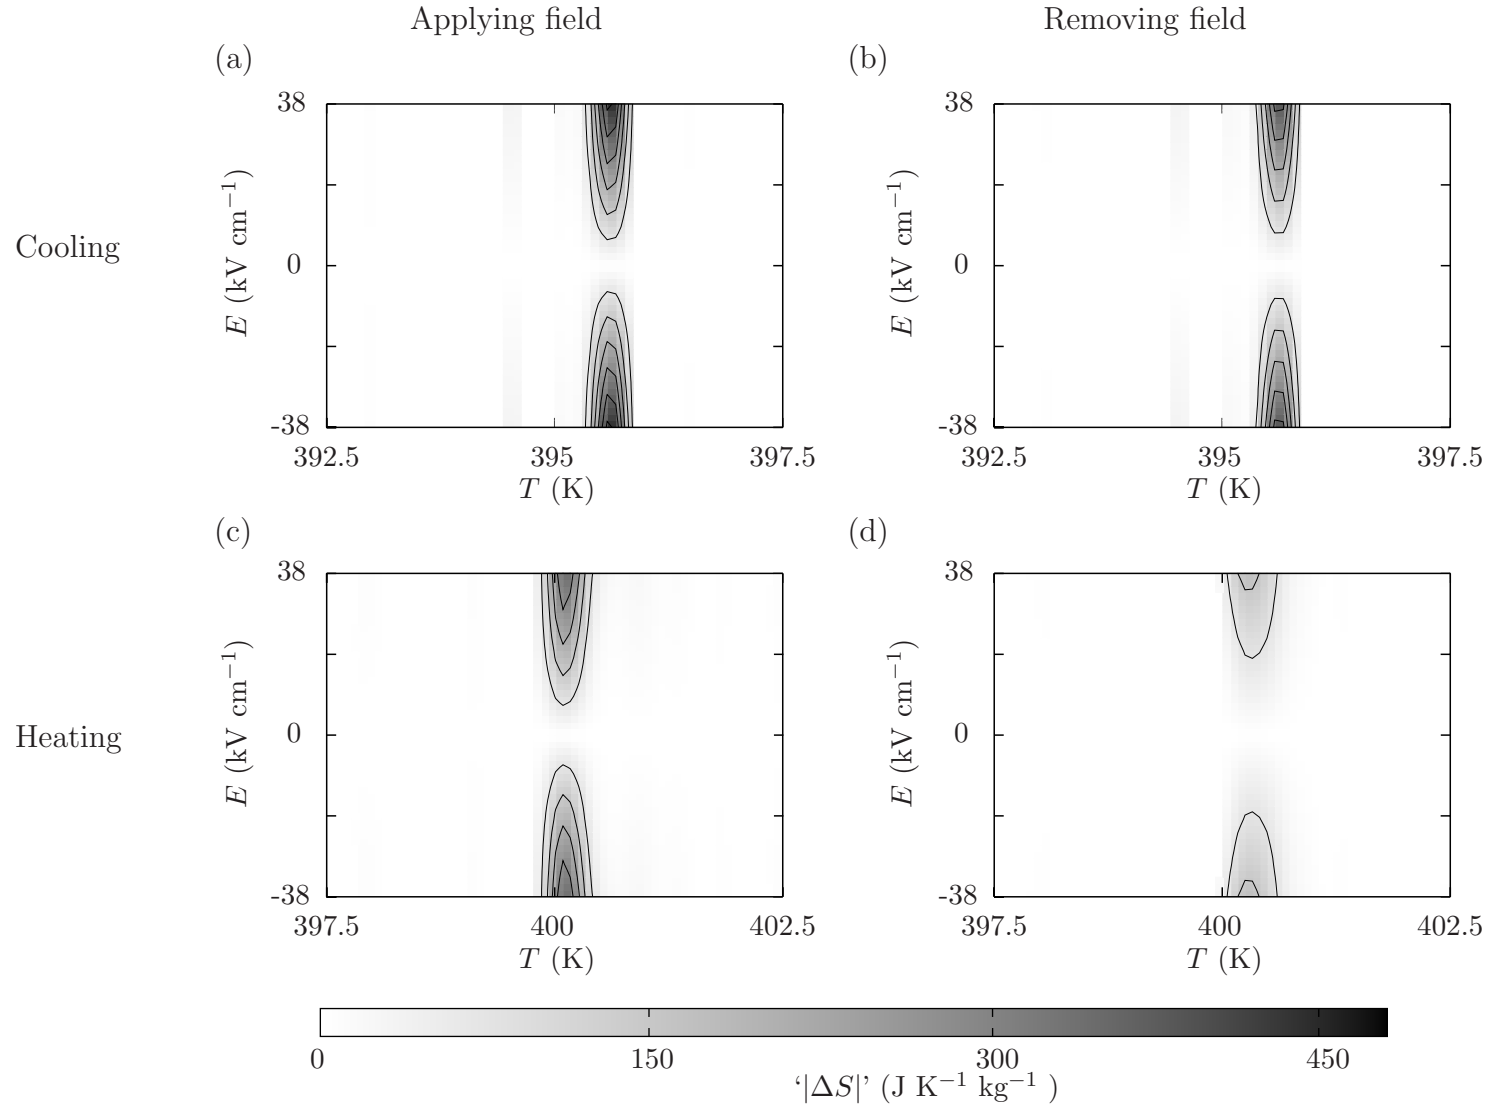 Applying field Removing field
(a) (b)
38 38
E (kV cm⁻¹) E (kV cm⁻¹)
Cooling
0 0
-38 -38
392.5 395 397.5 392.5 395 397.5
T (K) T (K)
(c) (d)
38 38
E (kV cm⁻¹) E (kV cm⁻¹)
Heating
0 0
-38 -38
397.5 400 402.5 397.5 400 402.5
T (K) T (K)
0 150 300 450
‘|ΔS|’ (J K⁻¹ kg⁻¹ )